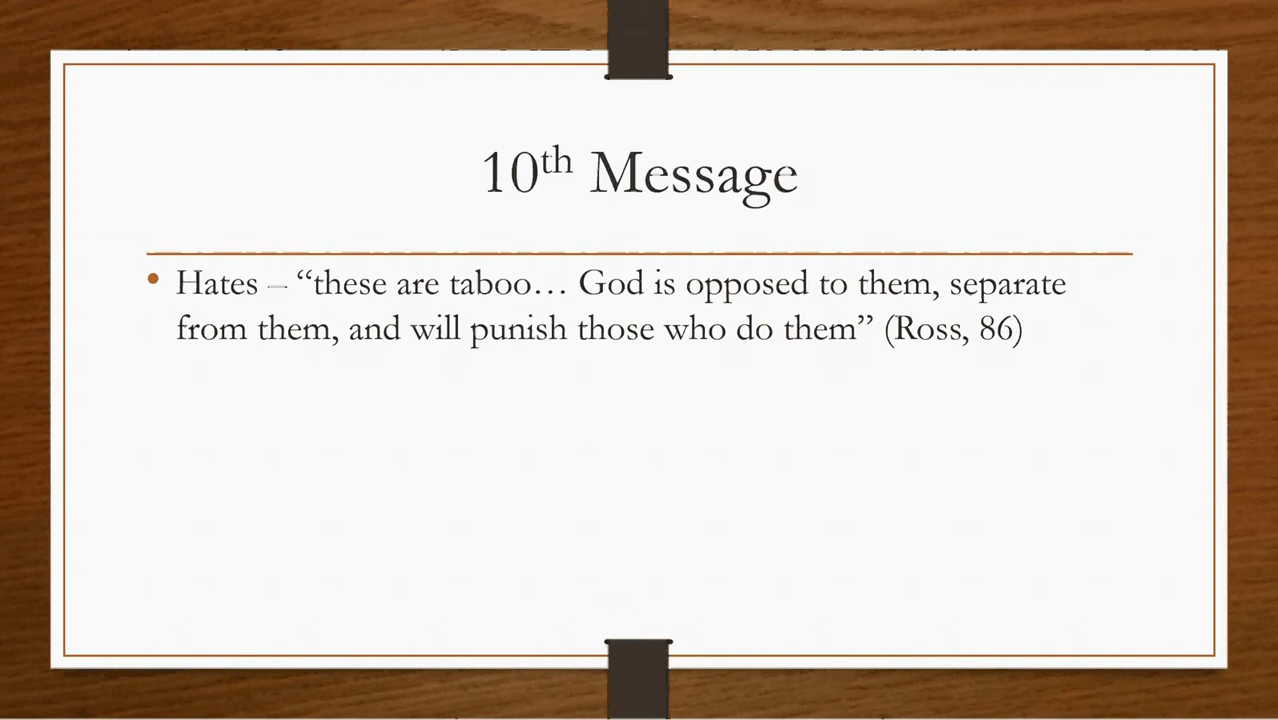 10th Message
• Hates – “these are taboo… God is opposed to them, separate
from them, and will punish those who do them” (Ross, 86)